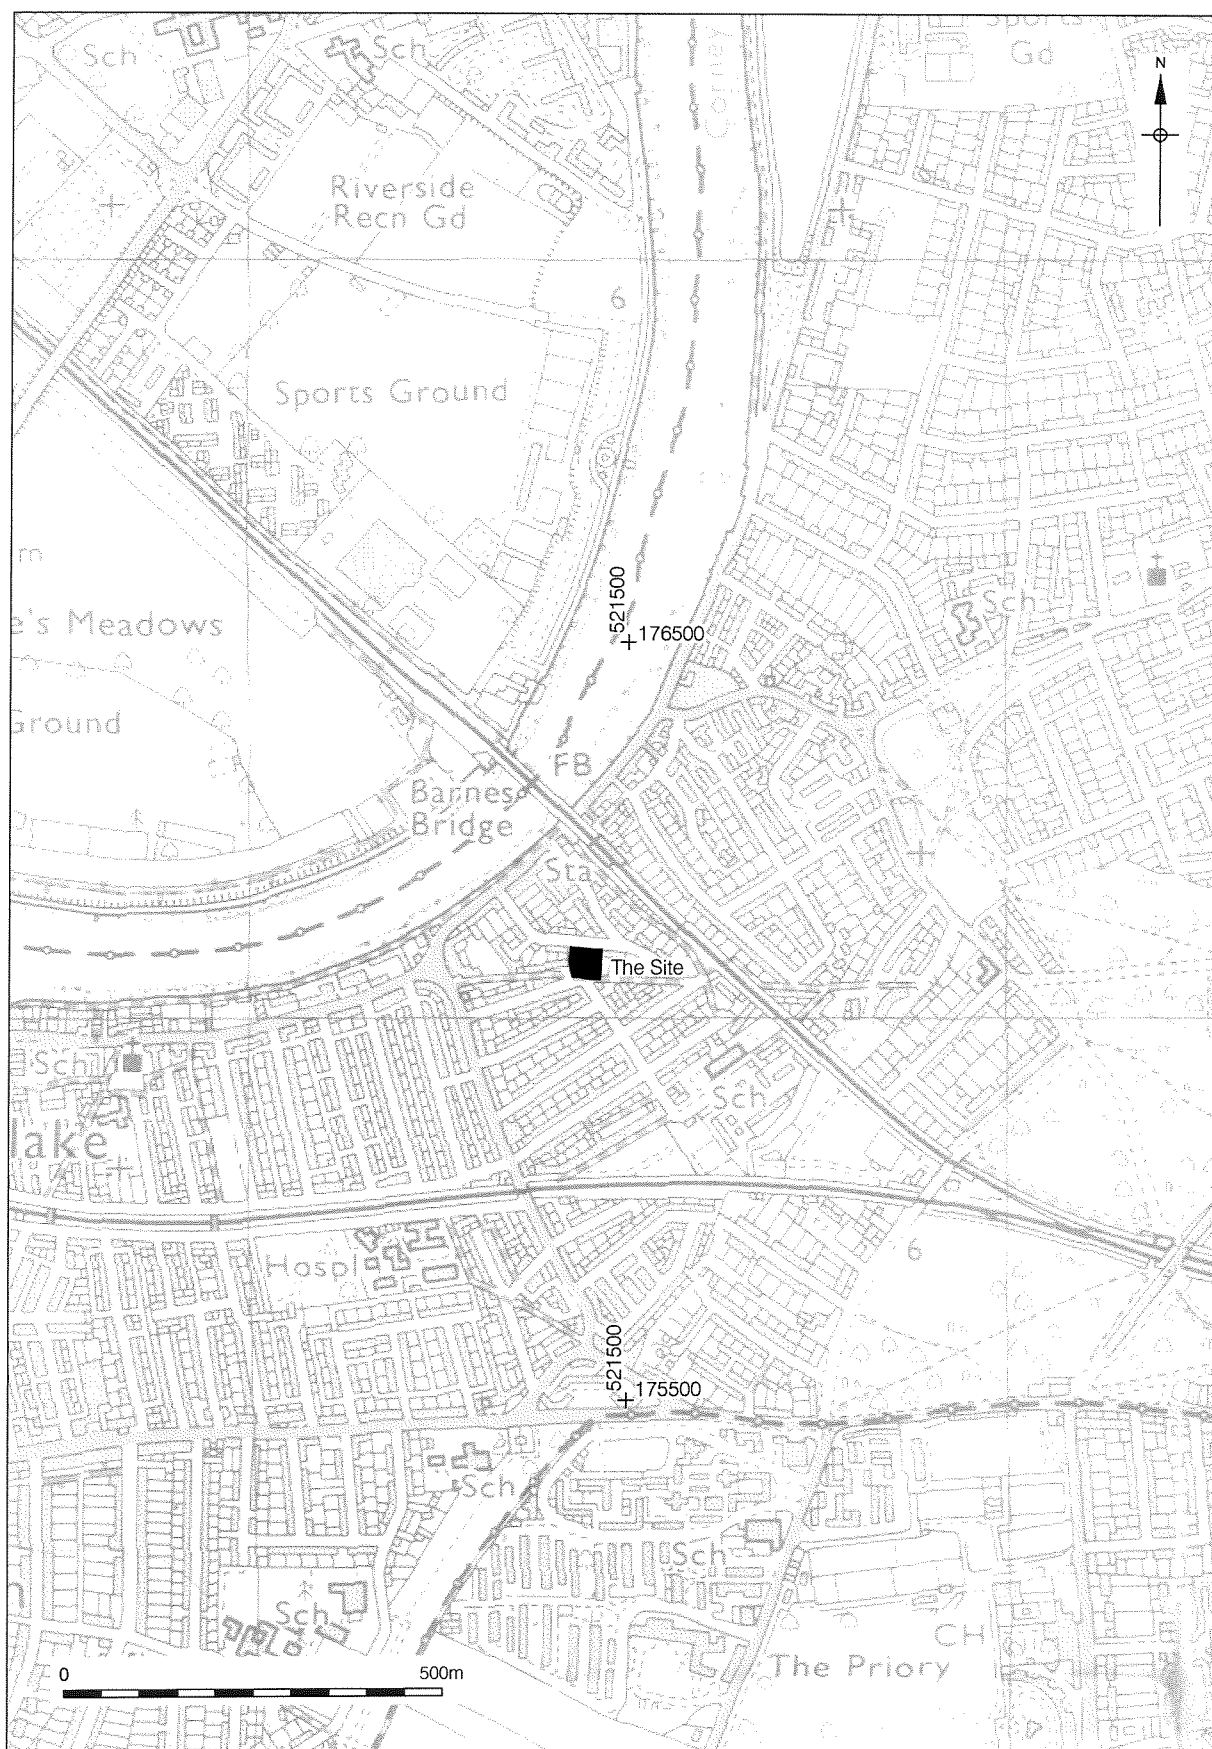 Sch
Sch
Sports
Gd
N
Riverside
Recn Gd
6
Sports Ground
521500
176500
Sch
e's Meadows
Ground
FB
Barnes
Bridge
Sta
The Site
Sch
Sch
lake
Hospl
6
521500
175500
Sch
Sch
Sch
CH
The Priory
0
500m